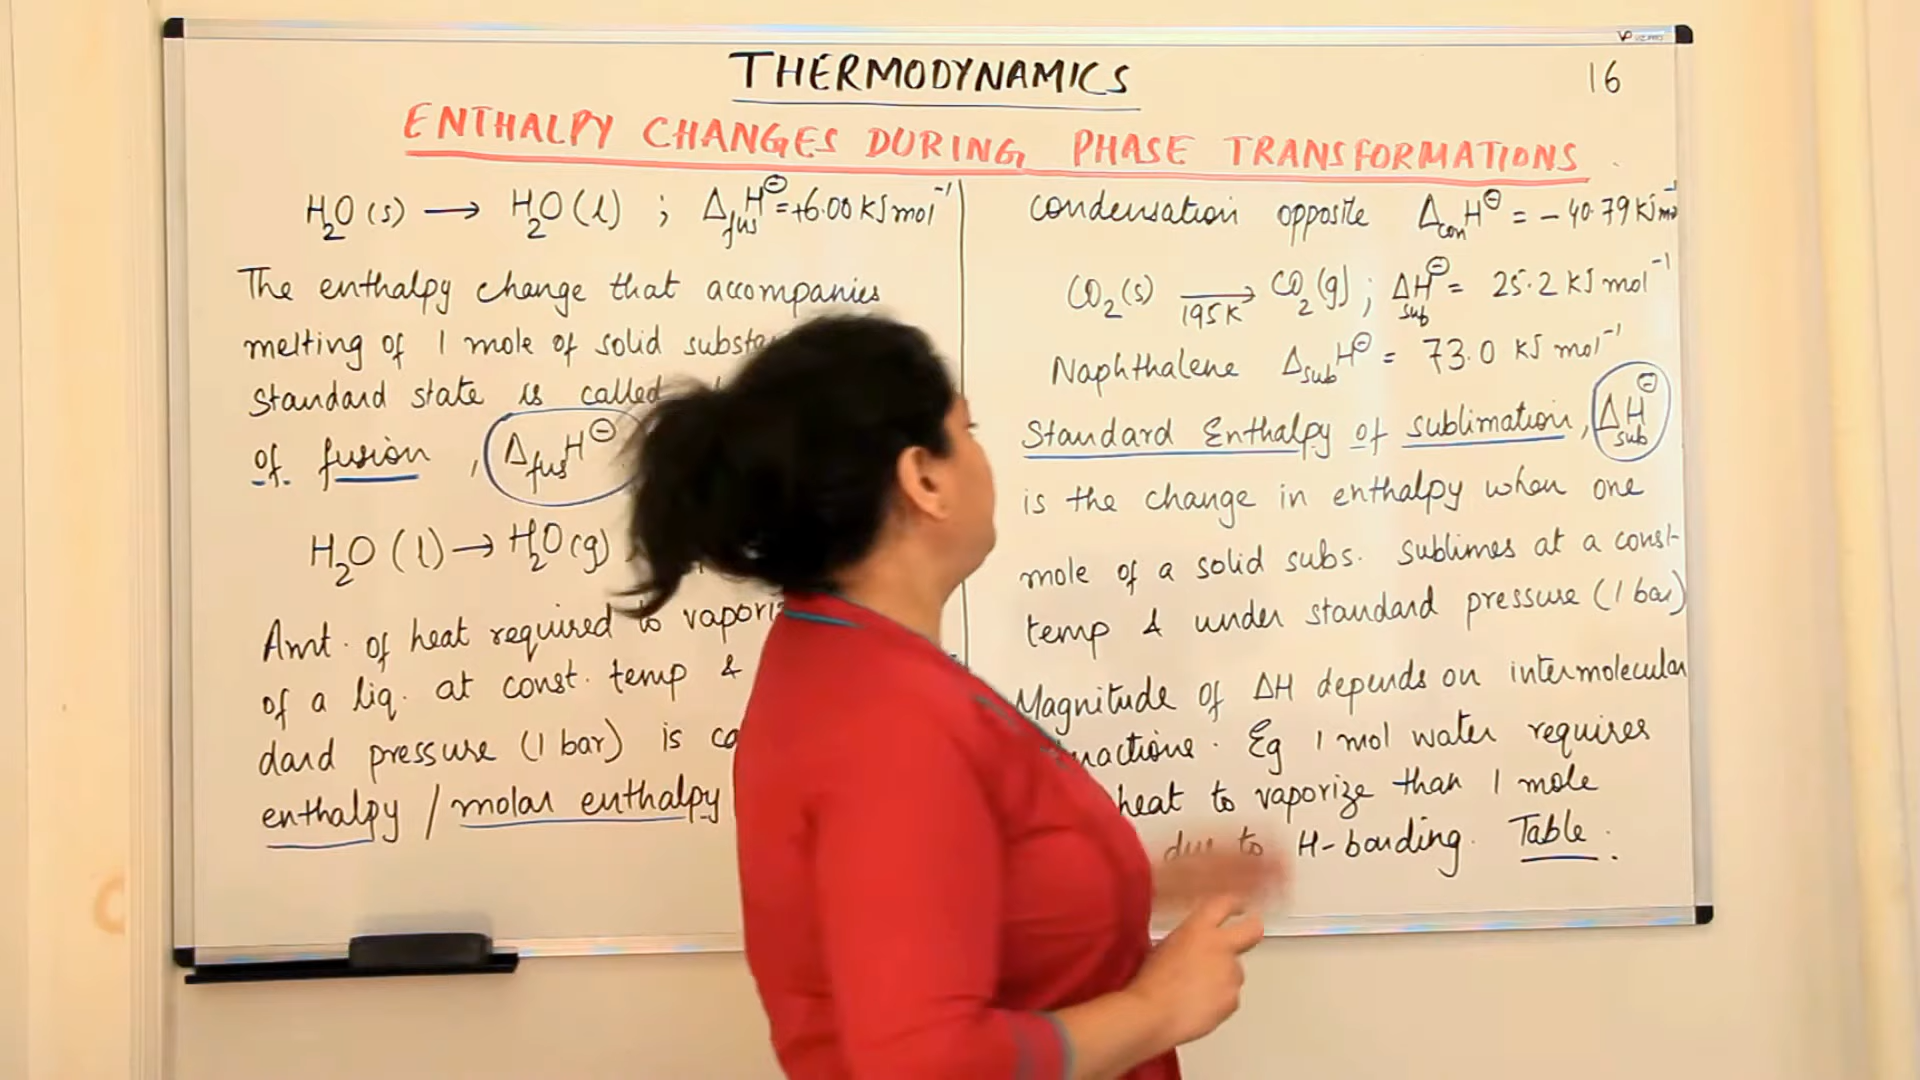 THERMODYNAMICS
16
ENTHALPY CHANGES DURING PHASE TRANSFORMATIONS
H₂O (s) → H₂O (l) ; ΔfusH⊖ = +6.00 KJ mol⁻¹
The enthalpy change that accompanies
melting of 1 mole of solid
standard state is called
of fusion , ΔfusH⊖
H₂O (l) → H₂O (g)
Amt. of heat required to
of a liq. at const. temp &
dard pressure (1 bar) is
enthalpy / molar enthalpy
condensation opposite ΔconH⊖ = - 40.79 KJ
CO₂(s) →195K CO₂(g) ; ΔsubH⊖ = 25.2 KJ mol⁻¹
Naphthalene ΔsubH⊖ = 73.0 KJ mol⁻¹
Standard Enthalpy of sublimation, ΔsubH⊖
is the change in enthalpy when one
mole of a solid subs. sublimes at a const-
temp & under standard pressure (1 bar)
Magnitude of ΔH depends on intermolecular
Eg 1 mol water requires
heat to vaporize than 1 mole
due to H-bonding. Table.